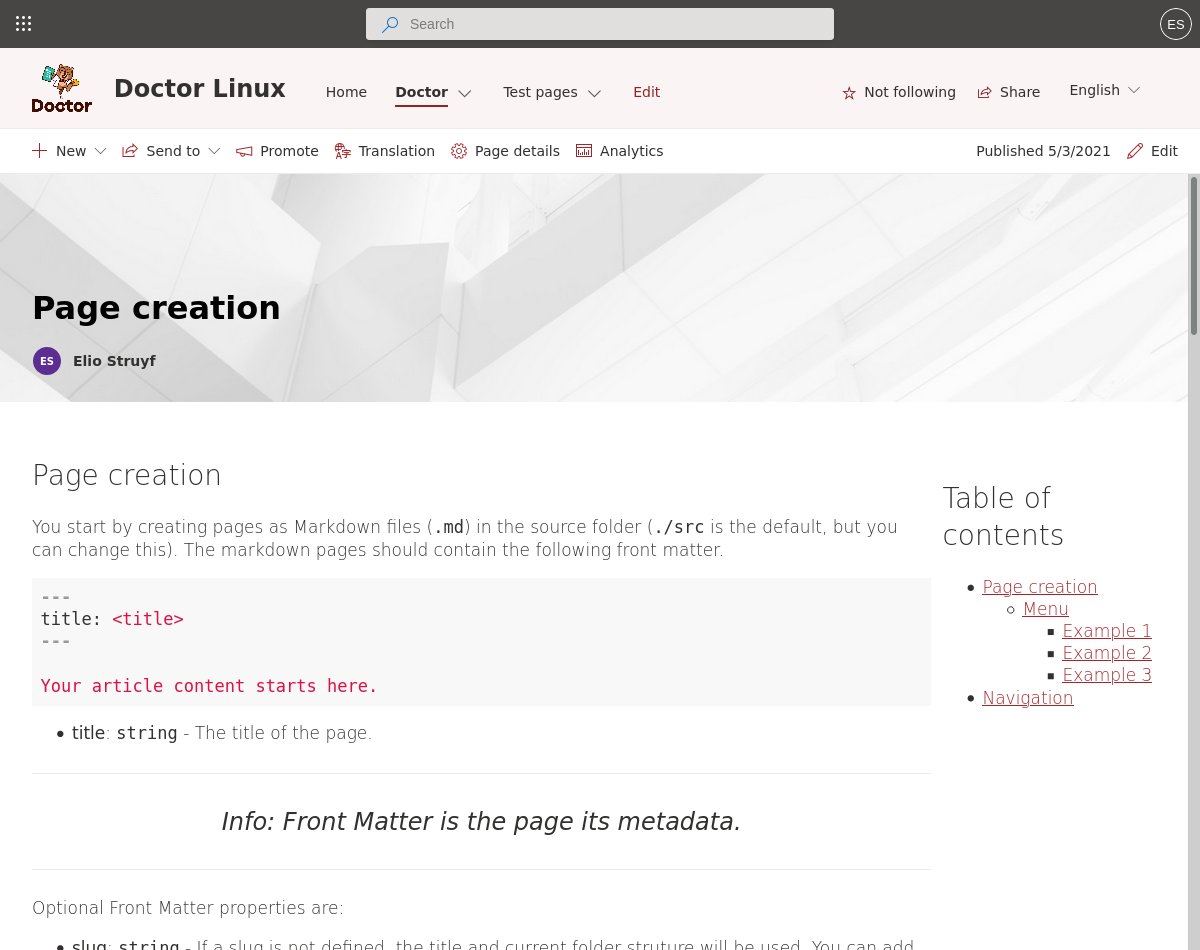 Search
ES
Doctor
Doctor Linux
Home
Doctor
Test pages
Edit
Not following
Share
English
New
Send to
Promote
Translation
Page details
Analytics
Published 5/3/2021
Edit
Page creation
ES
Elio Struyf
Page creation
You start by creating pages as Markdown files (.md) in the source folder (./src is the default, but you
can change this). The markdown pages should contain the following front matter.
---
title: <title>
---
Your article content starts here.
title: string - The title of the page.
Info: Front Matter is the page its metadata.
Optional Front Matter properties are:
slug: string - If a slug is not defined, the title and current folder struture will be used. You can add
Table of
contents
Page creation
Menu
Example 1
Example 2
Example 3
Navigation